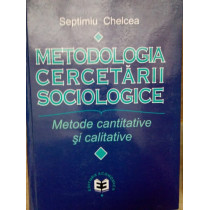 Septimiu Chelcea
METODOLOGIA
CERCETĂRII
SOCIOLOGICE
Metode cantitative
și calitative